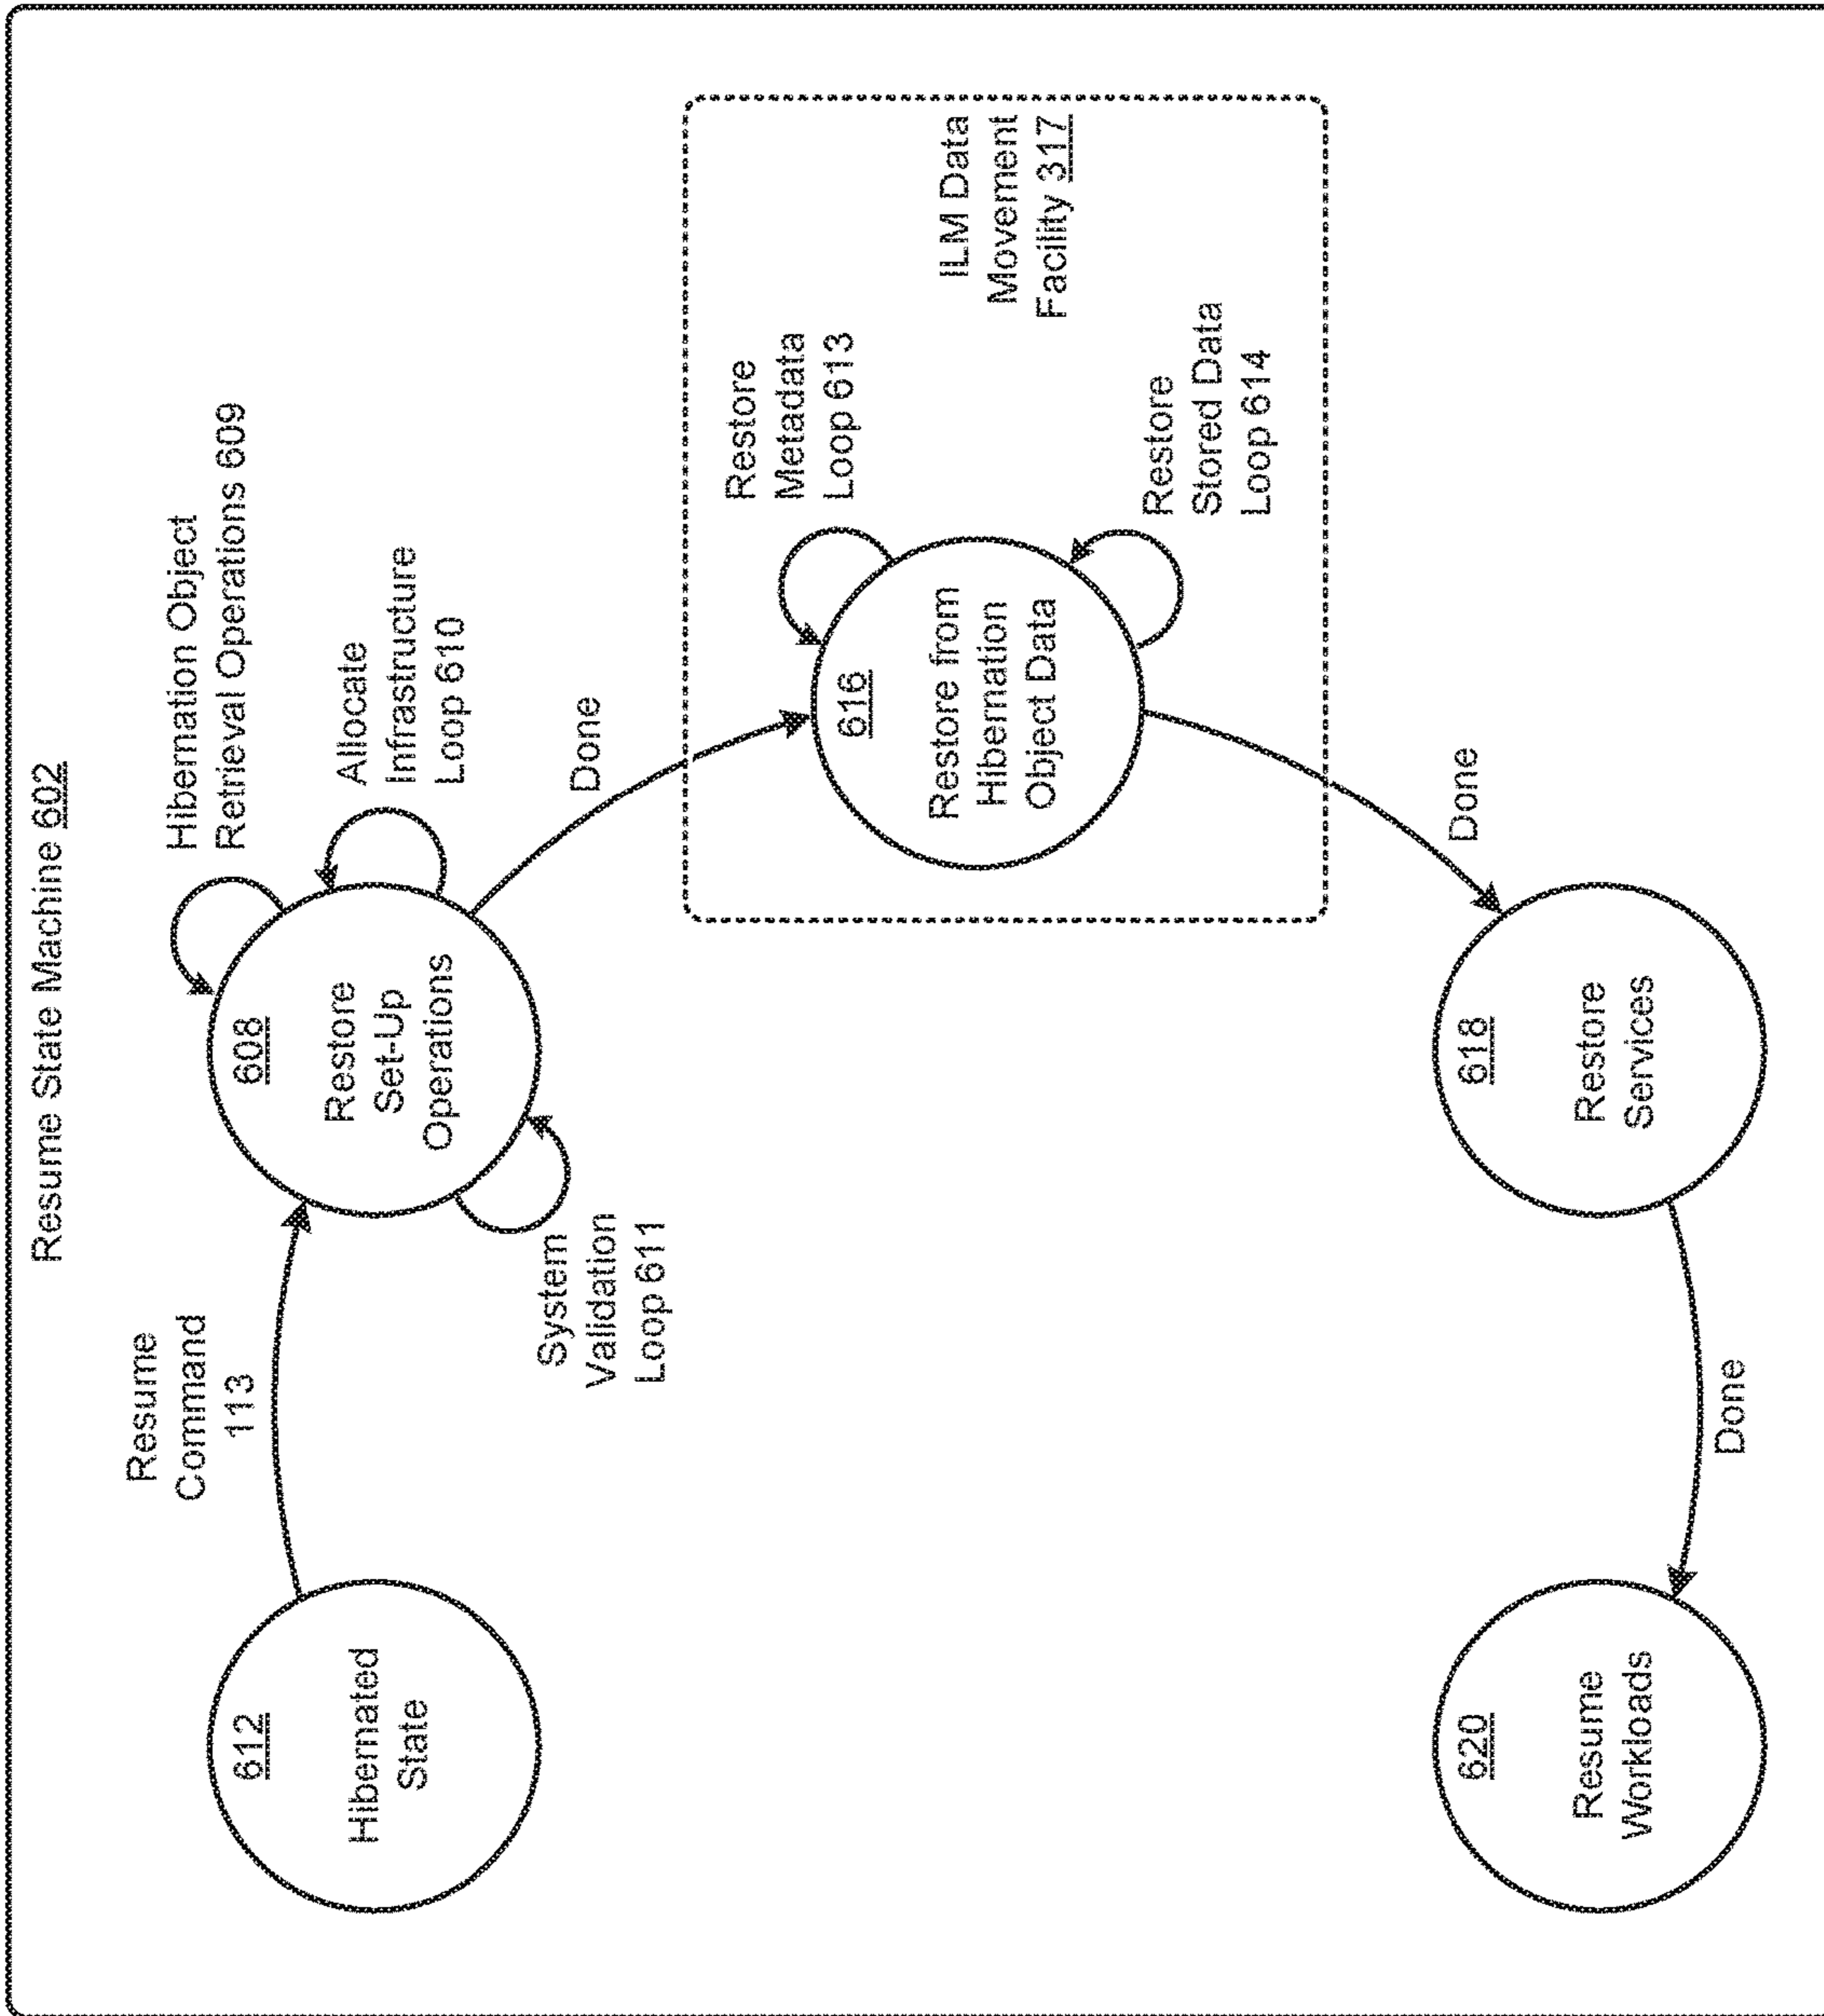 Resume State Machine 602
612
Hibernated
State
Resume
Command
113
608
Restore
Set-Up
Operations
Hibernation Object
Retrieval Operations 609
Allocate
Infrastructure
Loop 610
System
Validation
Loop 611
Done
616
Restore from
Hibernation
Object Data
Restore
Metadata
Loop 613
Restore
Stored Data
Loop 614
ILM Data
Movement
Facility 317
Done
618
Restore
Services
Done
620
Resume
Workloads